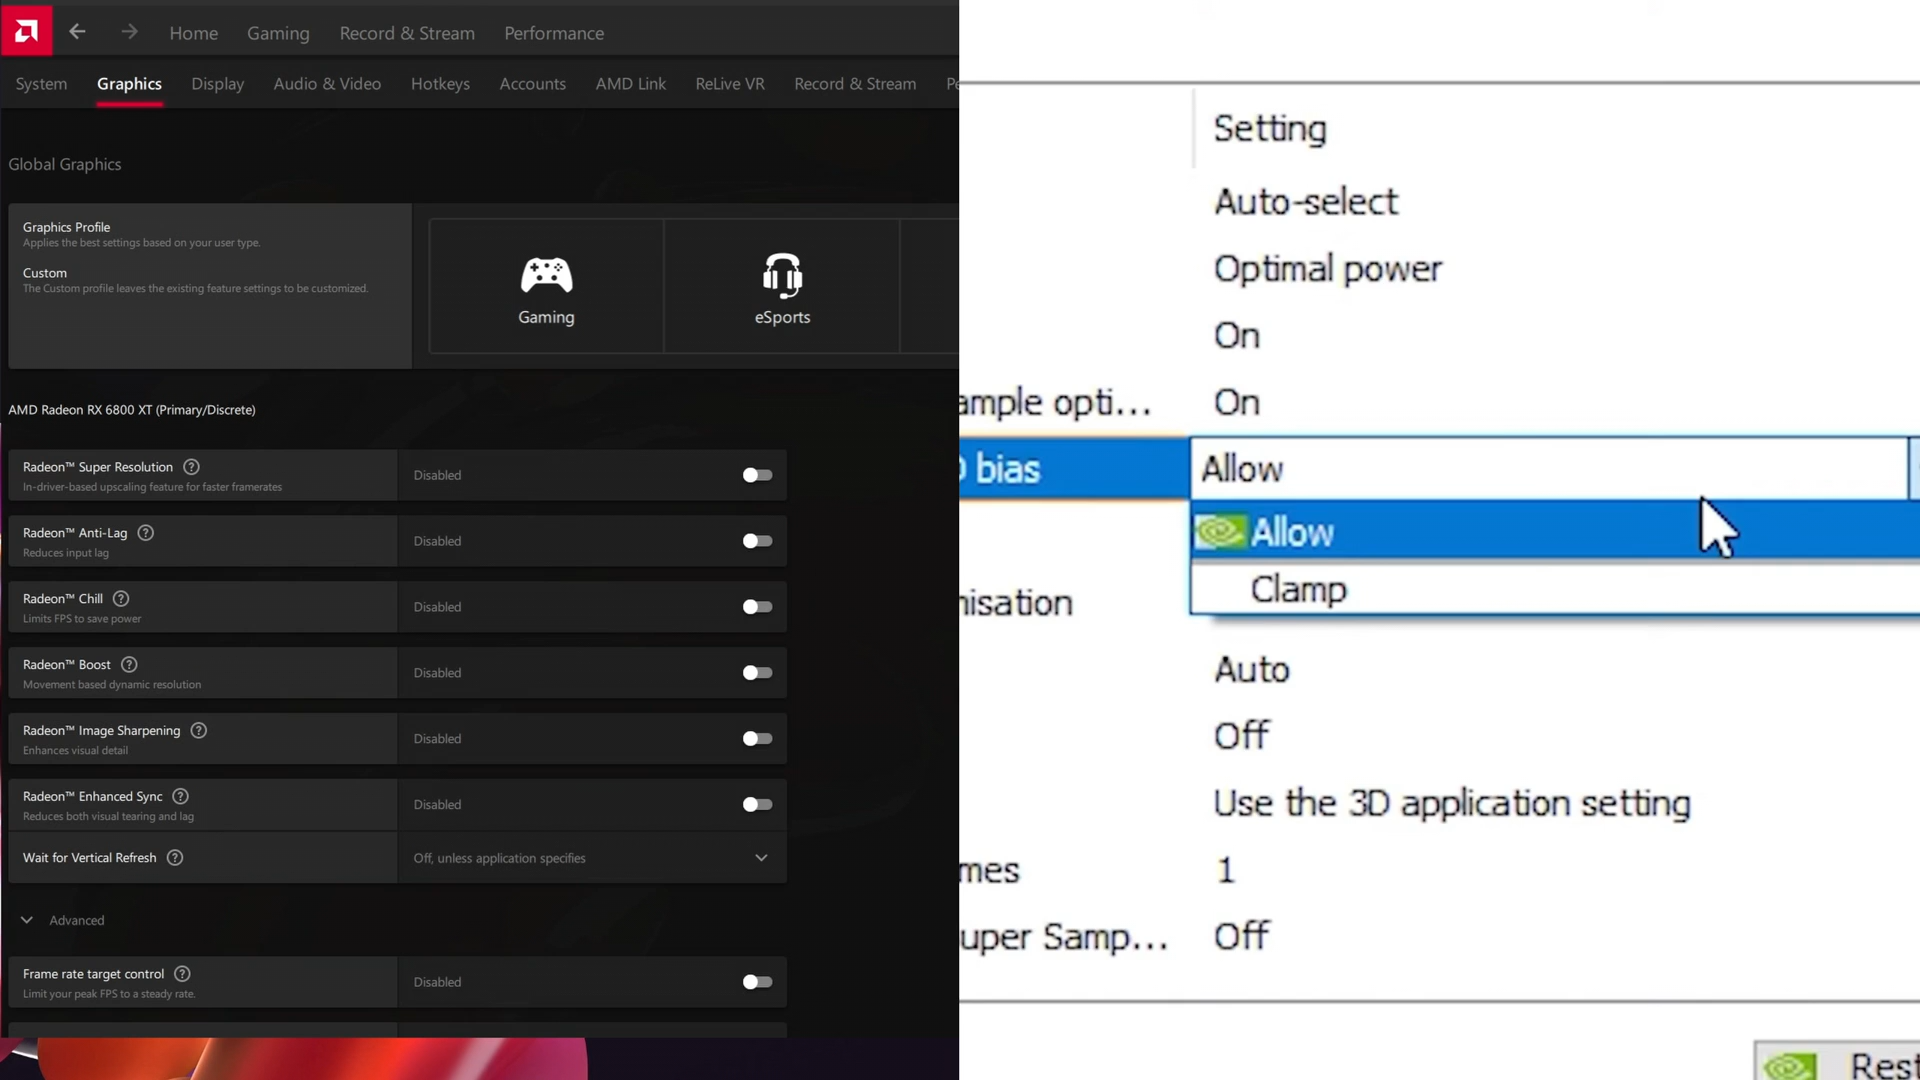 Home Gaming Record & Stream Performance
System Graphics Display Audio & Video Hotkeys Accounts AMD Link ReLive VR Record & Stream
Global Graphics
Graphics Profile
Applies the best settings based on your user type.
Custom
The Custom profile leaves the existing feature settings to be customized.
Gaming
eSports
AMD Radeon RX 6800 XT (Primary/Discrete)
Radeon™ Super Resolution
In-driver-based upscaling feature for faster framerates
Disabled
Radeon™ Anti-Lag
Reduces input lag
Disabled
Radeon™ Chill
Limits FPS to save power
Disabled
Radeon™ Boost
Movement based dynamic resolution
Disabled
Radeon™ Image Sharpening
Enhances visual detail
Disabled
Radeon™ Enhanced Sync
Reduces both visual tearing and lag
Disabled
Wait for Vertical Refresh
Off, unless application specifies
Advanced
Frame rate target control
Limit your peak FPS to a steady rate.
Disabled
Setting
Auto-select
Optimal power
On
ample opti... On
bias Allow
Allow
Clamp
nisation
Auto
Off
Use the 3D application setting
mes 1
uper Samp... Off
Rest